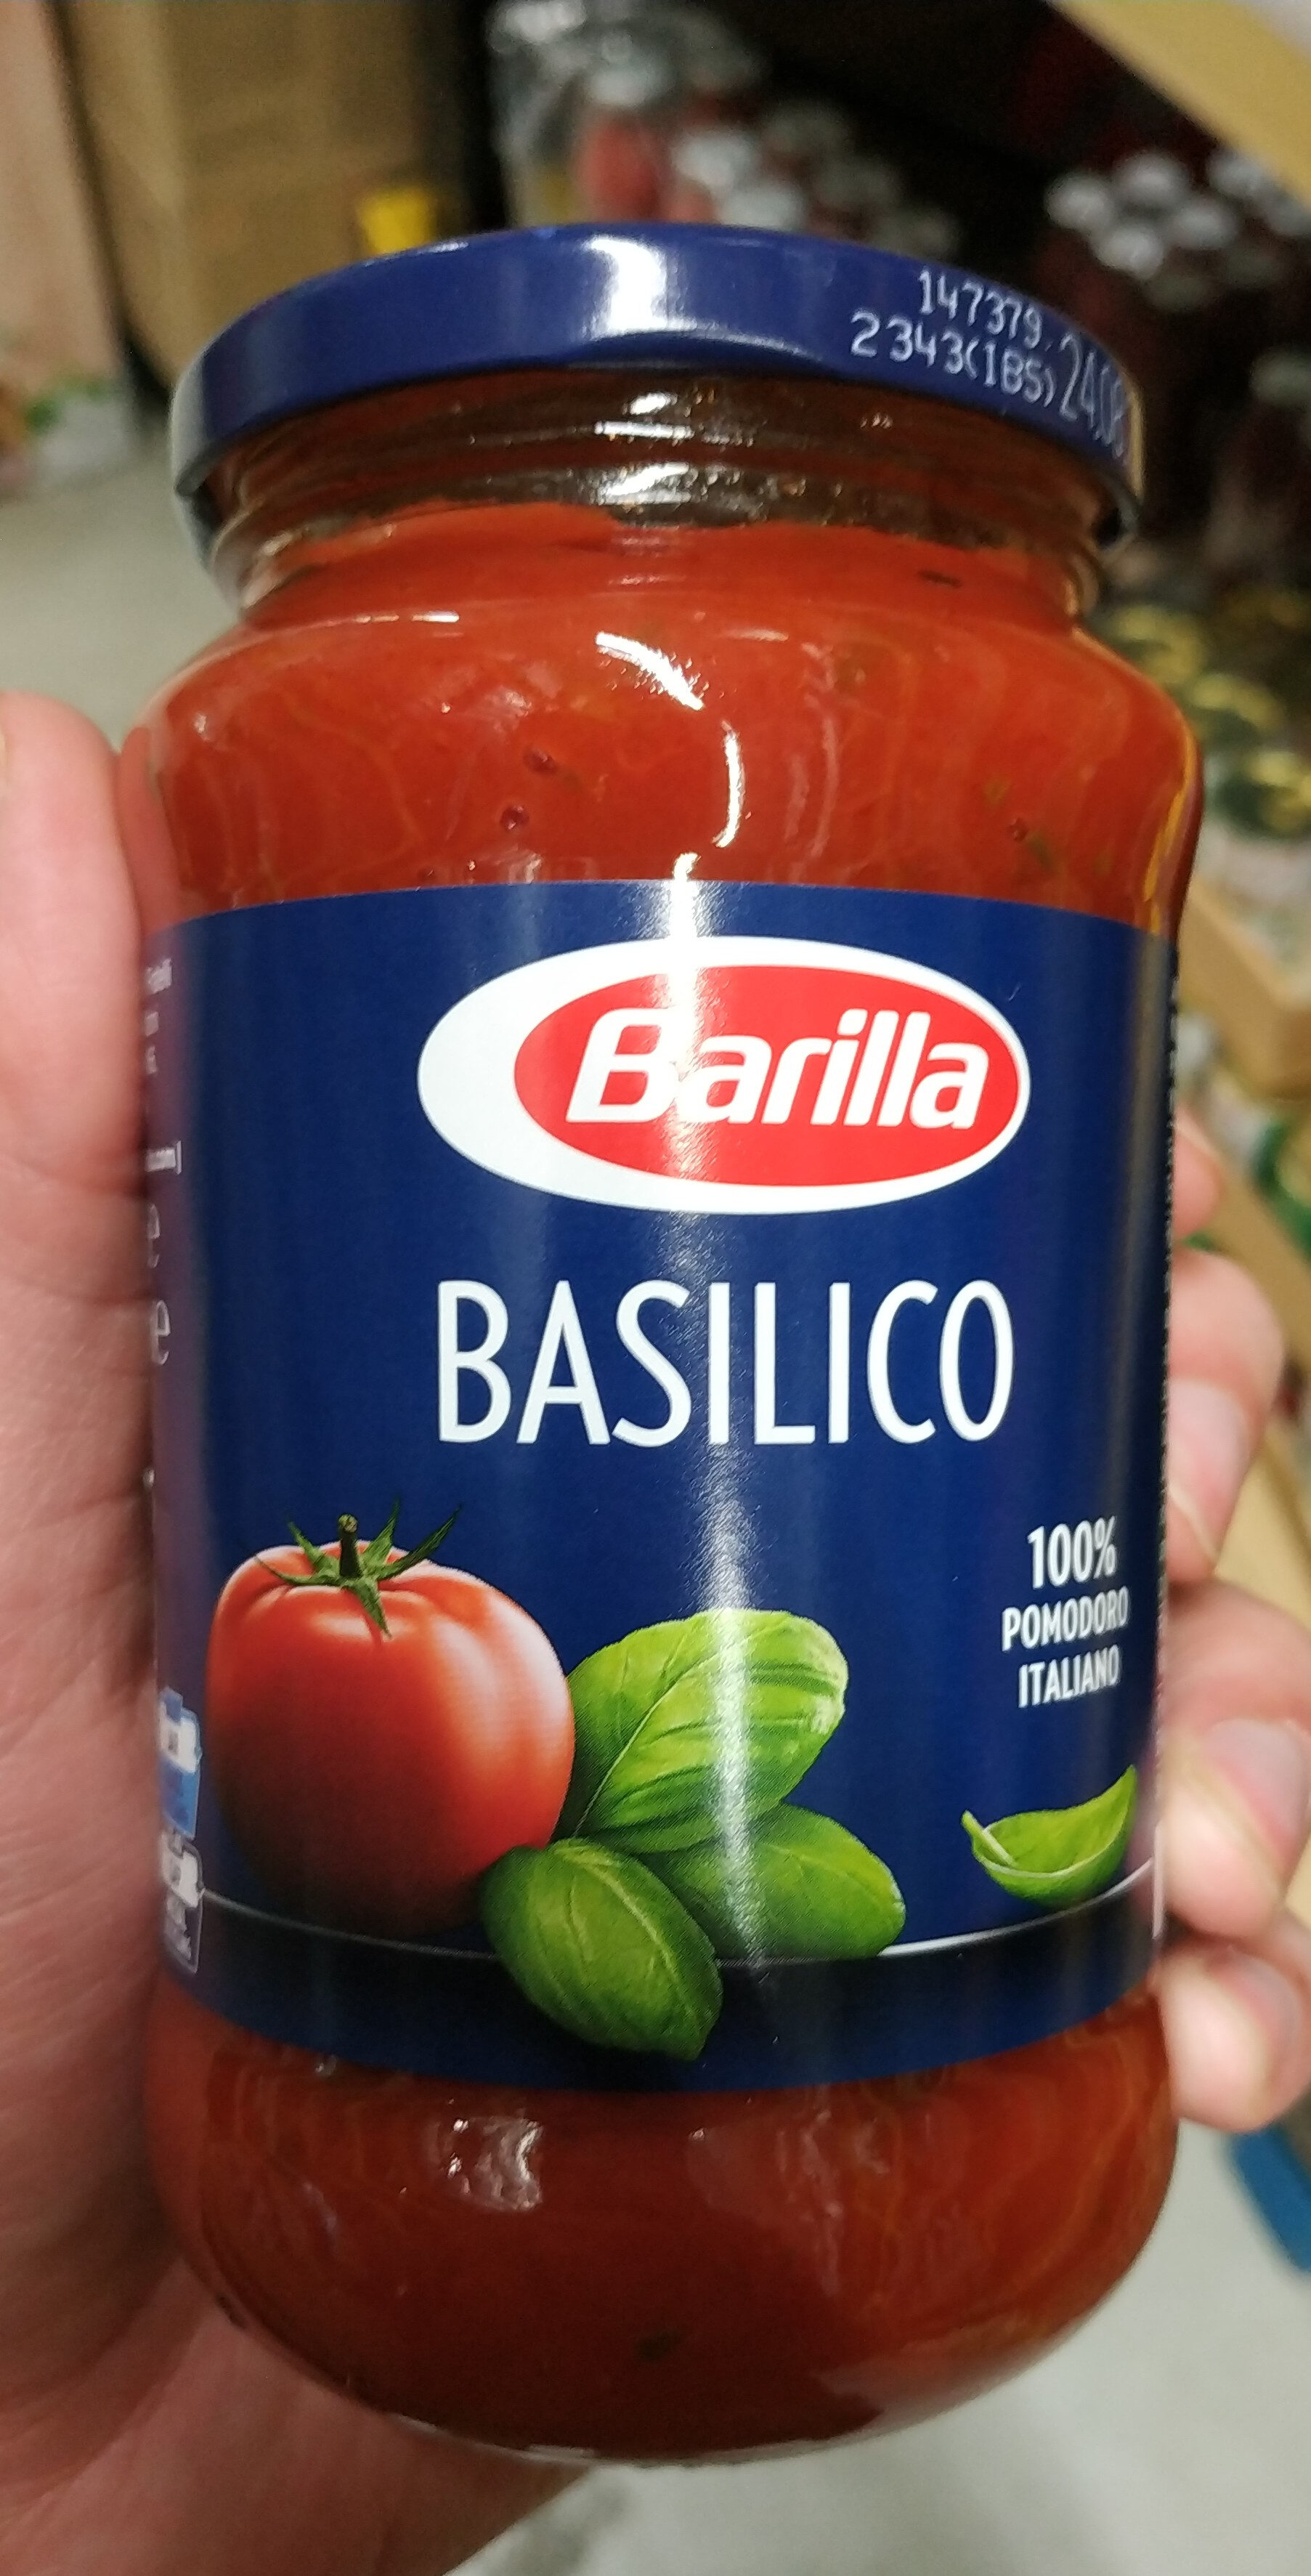 147379
2343(1BS)
Barilla
BASILICO
100%
POMODORO
ITALIANO